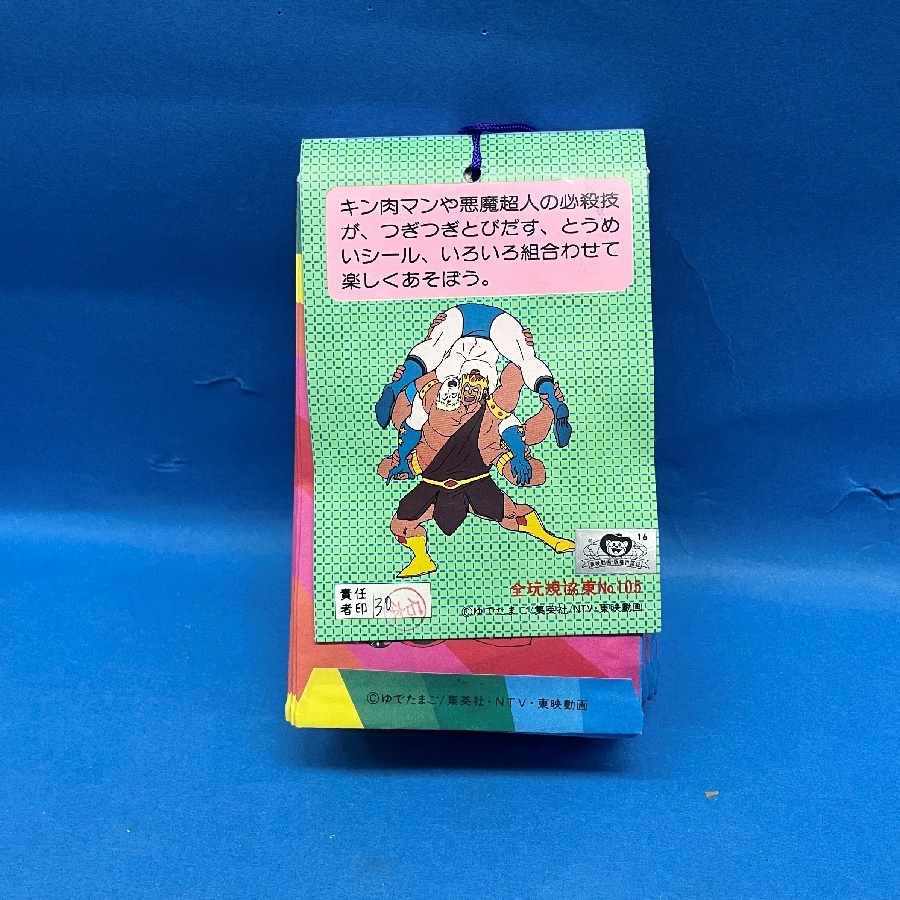 キン肉マンや悪魔超人の必殺技
が、つぎつぎとびだす、とうめ
いシール、いろいろ組合わせて
楽しくあそぼう。
16
全玩規協東No.105
責任
者印
30
©ゆでたまご/集英社/NTV・東映動画
©ゆでたまご/集英社・NTV・東映動画